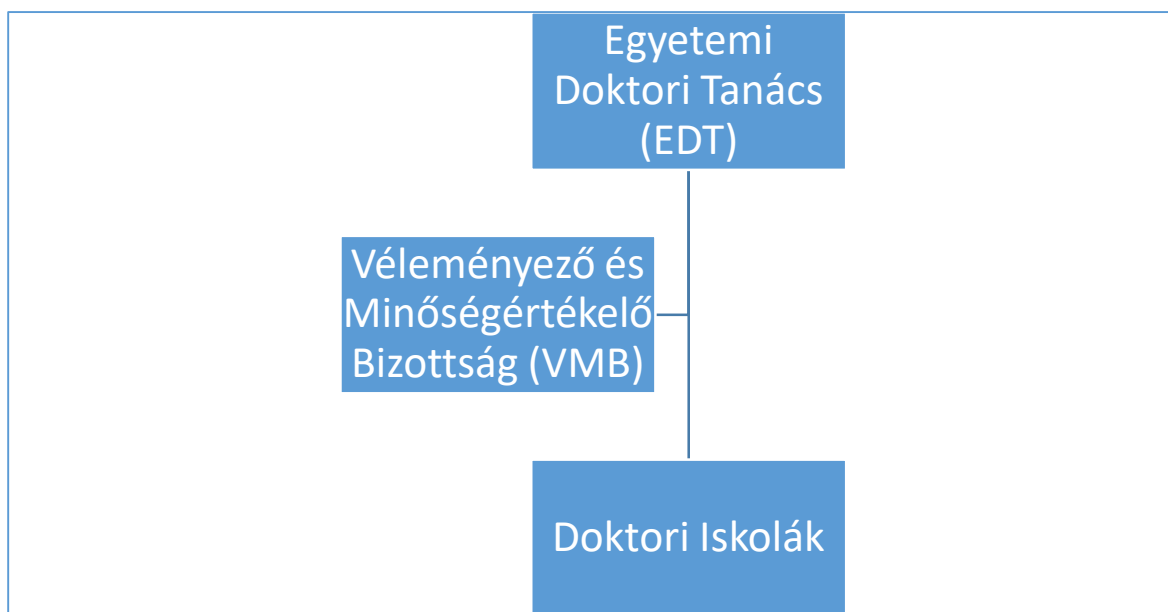 Egyetemi
Doktori Tanács
(EDT)
Véleményező és
Minőségértékelő
Bizottság (VMB)
Doktori Iskolák